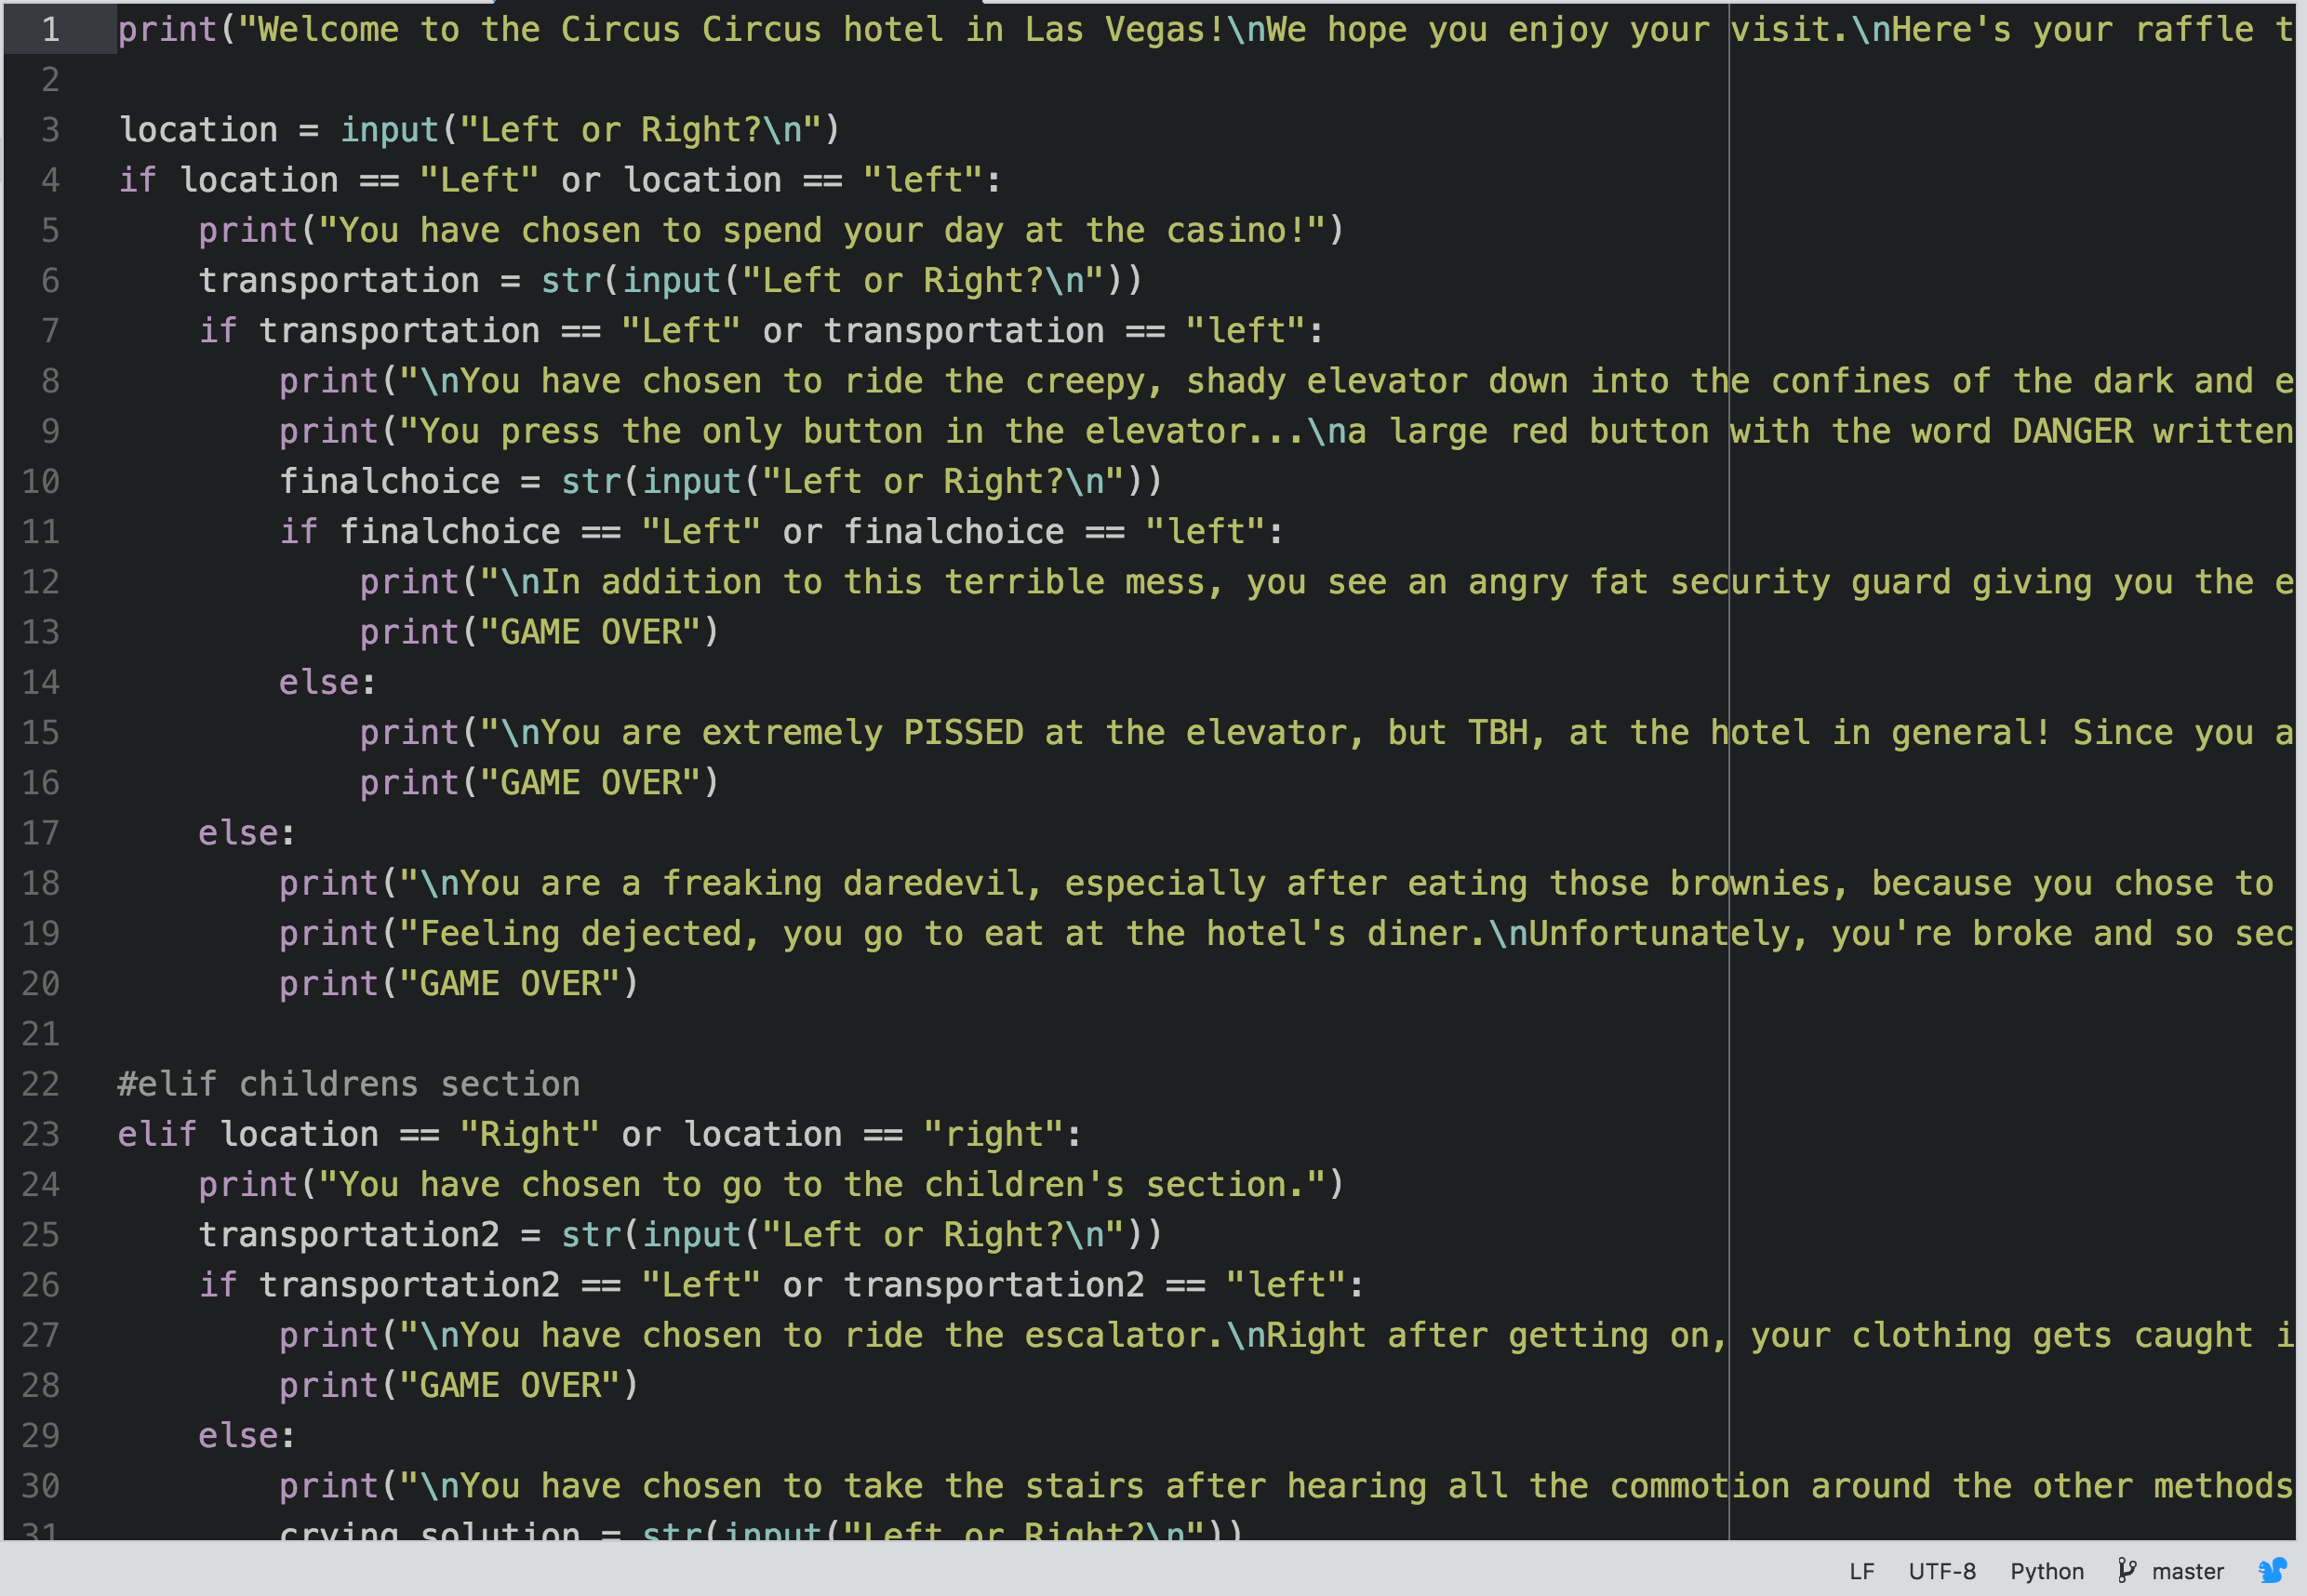 1 print("Welcome to the Circus Circus hotel in Las Vegas!\nWe hope you enjoy your visit.\nHere's your raffle t
2
3 location = input("Left or Right?\n")
4 if location == "Left" or location == "left":
5     print("You have chosen to spend your day at the casino!")
6     transportation = str(input("Left or Right?\n"))
7     if transportation == "Left" or transportation == "left":
8         print("\nYou have chosen to ride the creepy, shady elevator down into the confines of the dark and e
9         print("You press the only button in the elevator...\na large red button with the word DANGER written
10         finalchoice = str(input("Left or Right?\n"))
11         if finalchoice == "Left" or finalchoice == "left":
12             print("\nIn addition to this terrible mess, you see an angry fat security guard giving you the e
13             print("GAME OVER")
14         else:
15             print("\nYou are extremely PISSED at the elevator, but TBH, at the hotel in general! Since you a
16             print("GAME OVER")
17     else:
18         print("\nYou are a freaking daredevil, especially after eating those brownies, because you chose to
19         print("Feeling dejected, you go to eat at the hotel's diner.\nUnfortunately, you're broke and so sec
20         print("GAME OVER")
21
22 #elif childrens section
23 elif location == "Right" or location == "right":
24     print("You have chosen to go to the children's section.")
25     transportation2 = str(input("Left or Right?\n"))
26     if transportation2 == "Left" or transportation2 == "left":
27         print("\nYou have chosen to ride the escalator.\nRight after getting on, your clothing gets caught i
28         print("GAME OVER")
29     else:
30         print("\nYou have chosen to take the stairs after hearing all the commotion around the other methods
31         crying_solution = str(input("Left or Right?\n"))
LF UTF-8 Python master